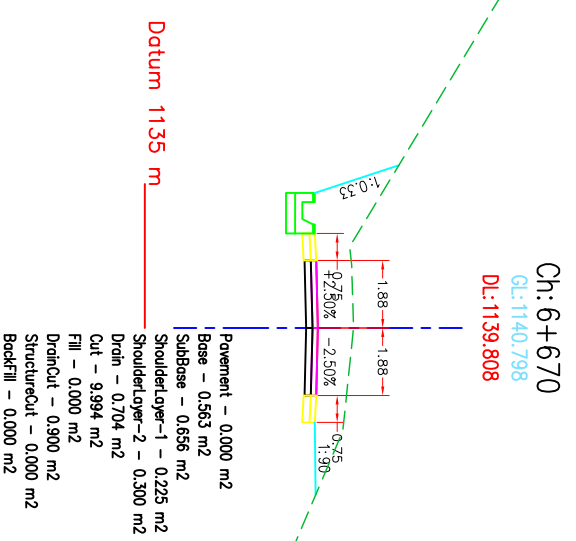 Ch: 6+670
GL: 1140.798
DL: 1139.808
1:0.33
1.88
1.88
0.75
+2.50%
-2.50%
0.75
1:90
Datum 1135 m
Pavement - 0.000 m2
Base - 0.563 m2
SubBase - 0.656 m2
ShoulderLayer-1 - 0.225 m2
ShoulderLayer-2 - 0.300 m2
Drain - 0.704 m2
Cut - 9.994 m2
Fill - 0.000 m2
DrainCut - 0.900 m2
StructureCut - 0.000 m2
BackFill - 0.000 m2